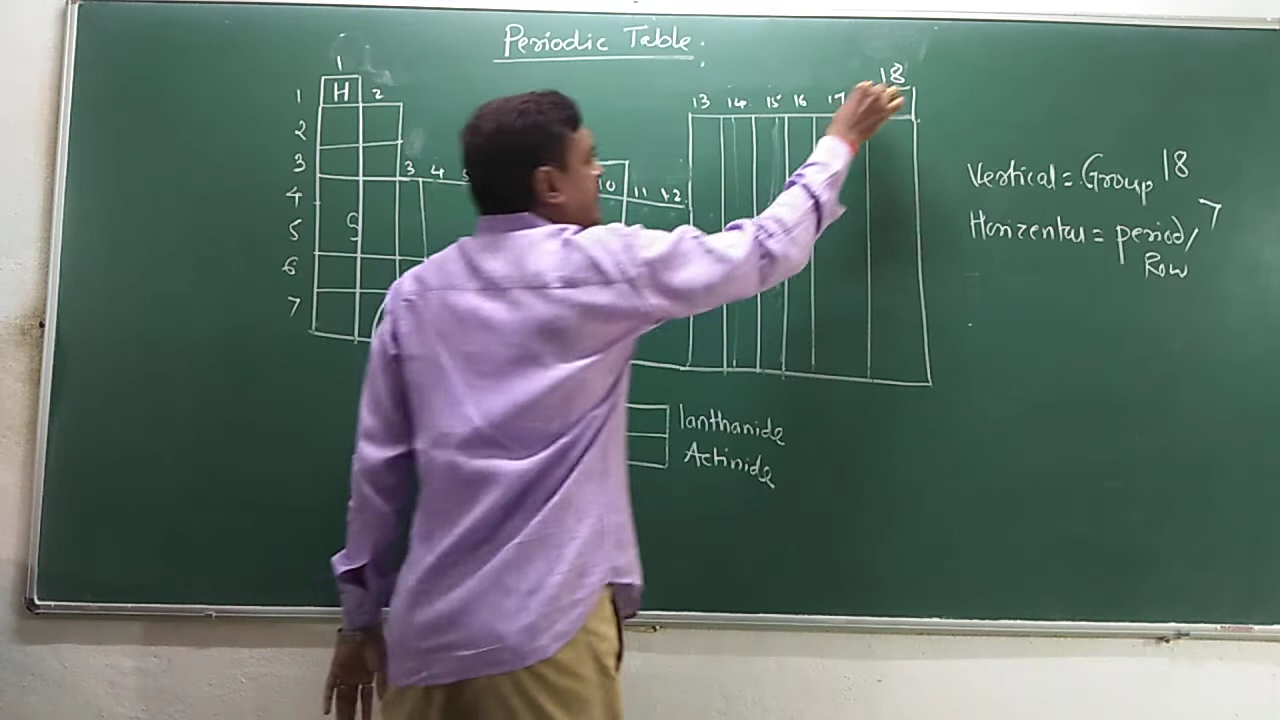 Periodic Table.
1
18
1 H 2
13 14 15 16 17
2
3
3 4
10 11 12
4
5 S
6
7
Vertical = Group 18
Horizental = period/ 7
Row
lanthanide
Actinide